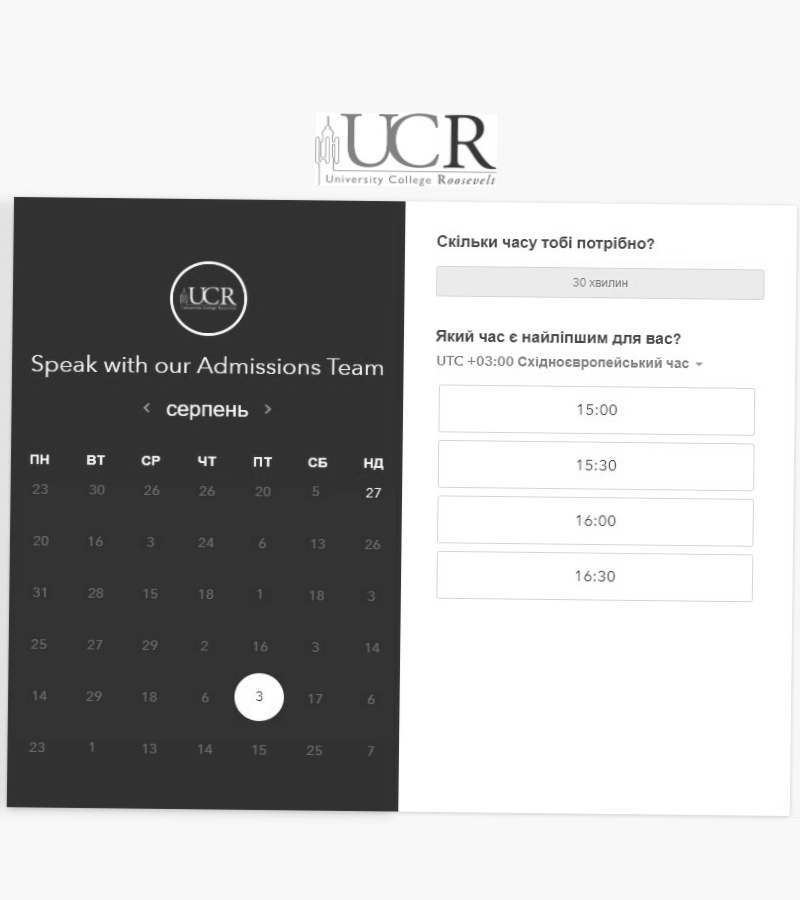 UCR
University College Roosevelt
UCR
Speak with our Admissions Team
серпень
ПН ВТ СР ЧТ ПТ СБ НД
23 30 26 26 20 5 27
20 16 3 24 6 13 26
31 28 15 18 1 18 3
25 27 29 2 16 3 14
14 29 18 6 3 17 6
23 1 13 14 15 25 7
Скільки часу тобі потрібно?
30 хвилин
Який час є найліпшим для вас?
UTC +03:00 Східноєвропейський час
15:00
15:30
16:00
16:30